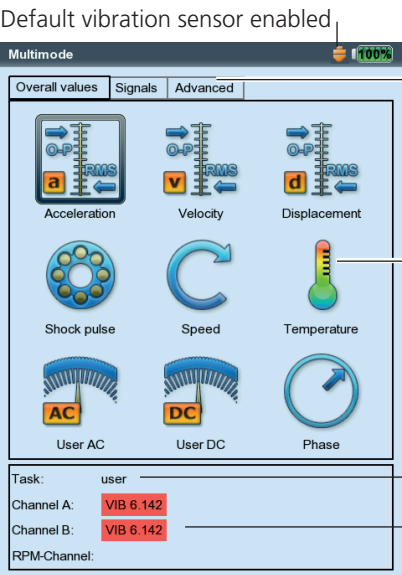 Default vibration sensor enabled
Multimode 100%
Overall values Signals Advanced
O-P RMS a O-P RMS v O-P RMS d
Acceleration Velocity Displacement
Shock pulse Speed Temperature
AC DC
User AC User DC Phase
Task: user
Channel A: VIB 6.142
Channel B: VIB 6.142
RPM-Channel: